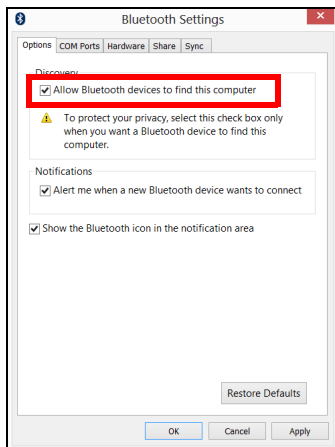 Bluetooth Settings
Options COM Ports Hardware Share Sync
Discovery
Allow Bluetooth devices to find this computer
To protect your privacy, select this check box only
when you want a Bluetooth device to find this
computer.
Notifications
Alert me when a new Bluetooth device wants to connect
Show the Bluetooth icon in the notification area
Restore Defaults
OK Cancel Apply